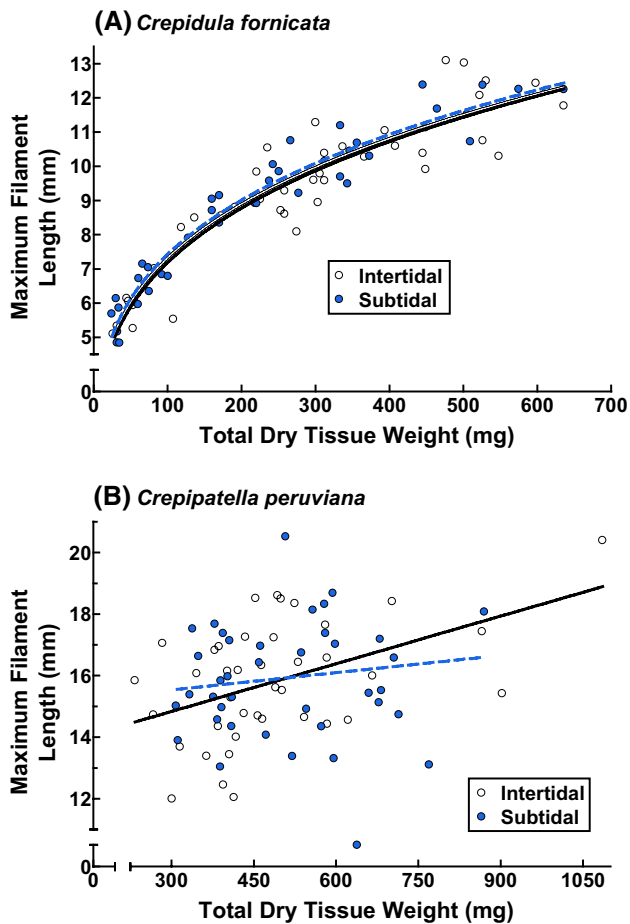 (A) Crepidula fornicata
13
12
11
10
9
8
7
6
5
0
Maximum Filament
Length (mm)
Intertidal
Subtidal
0 100 200 300 400 500 600 700
Total Dry Tissue Weight (mg)
(B) Crepipatella peruviana
20
18
16
14
12
0
Maximum Filament
Length (mm)
Intertidal
Subtidal
0 300 450 600 750 900 1050
Total Dry Tissue Weight (mg)